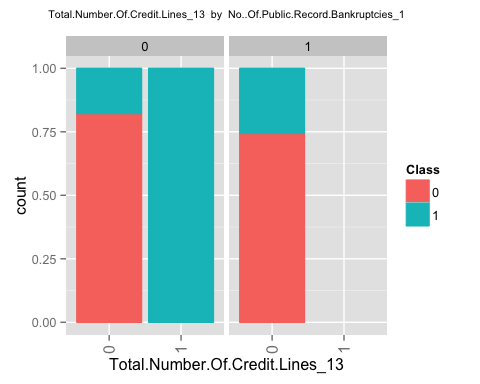 Total.Number.Of.Credit.Lines_13 by No..Of.Public.Record.Bankruptcies_1
0 1
1.00
0.75
0.50
0.25
0.00
count
0 1 0 1
Total.Number.Of.Credit.Lines_13
Class
0
1